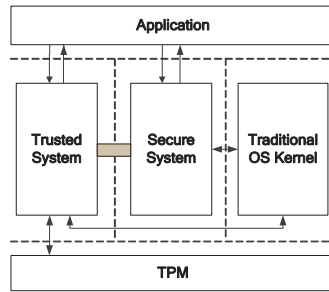 Application
Trusted
System
Secure
System
Traditional
OS Kernel
TPM